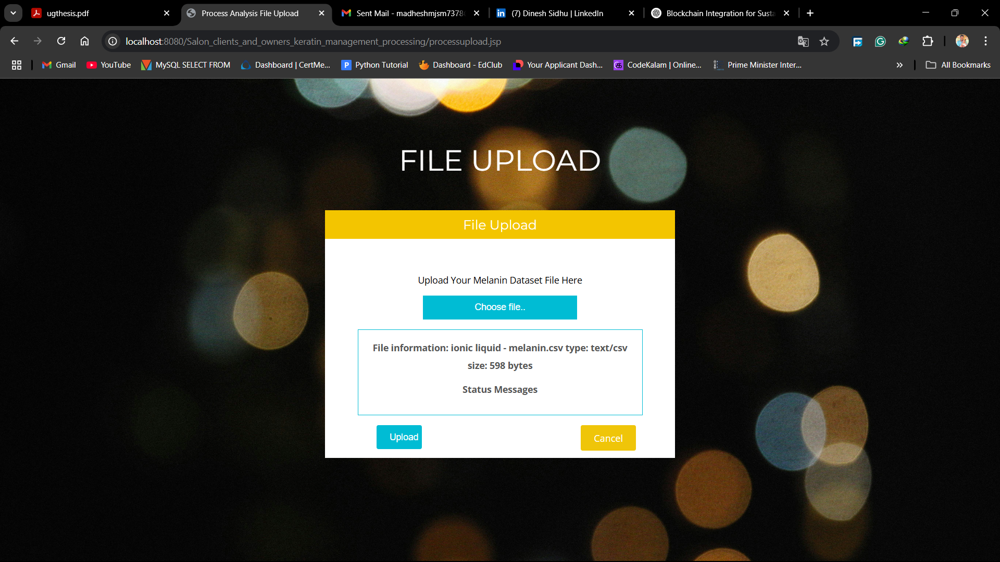 ugthesis.pdf
Process Analysis File Upload
Sent Mail - madheshmjsm7378
(7) Dinesh Sidhu | LinkedIn
Blockchain Integration for Susta
localhost:8080/Salon_clients_and_owners_keratin_management_processing/processupload.jsp
Gmail
YouTube
MySQL SELECT FROM
Dashboard | CertMe...
Python Tutorial
Dashboard - EdClub
Your Applicant Dash...
CodeKalam | Online...
Prime Minister Inter...
All Bookmarks
FILE UPLOAD
File Upload
Upload Your Melanin Dataset File Here
Choose file..
File information: ionic liquid - melanin.csv type: text/csv
size: 598 bytes
Status Messages
Upload
Cancel